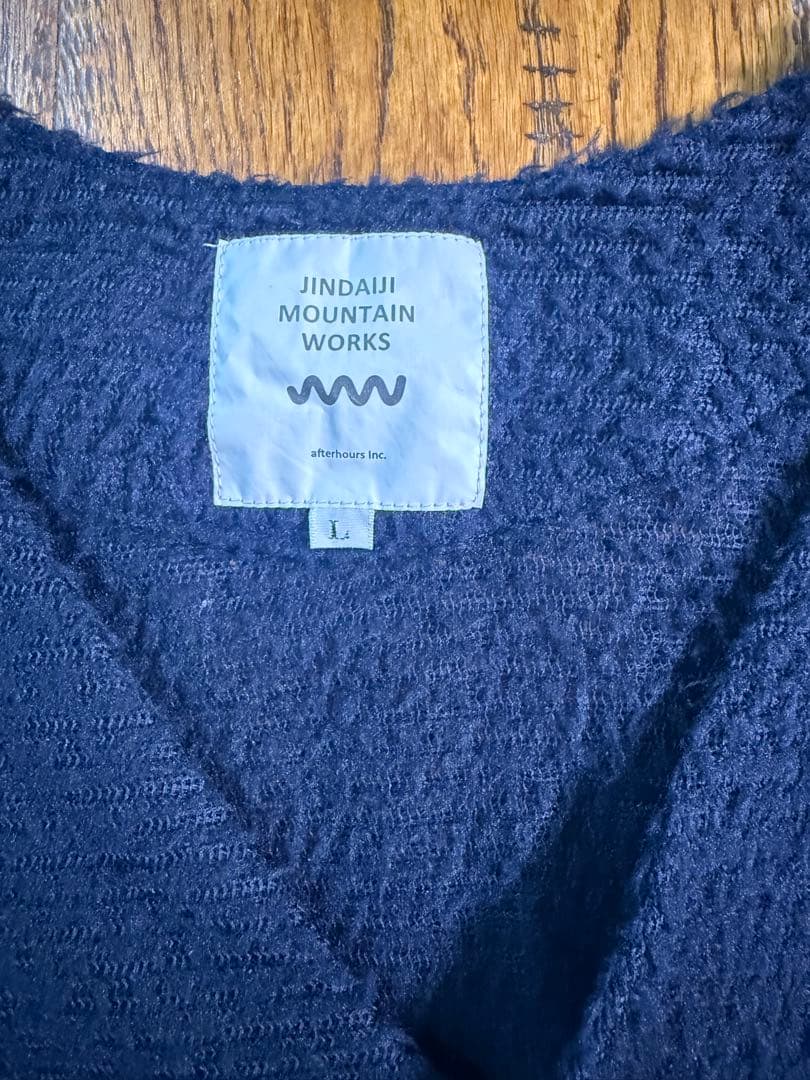 JINDAIJI
MOUNTAIN
WORKS
afterhours Inc.
L